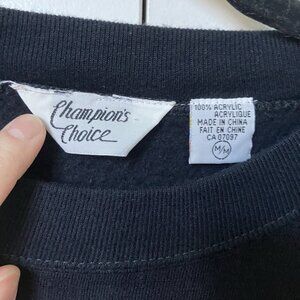 Champion's
Choice
100% ACRYLIC
ACRYLIQUE
MADE IN CHINA
FAIT EN CHINE
CA 07097
M/M